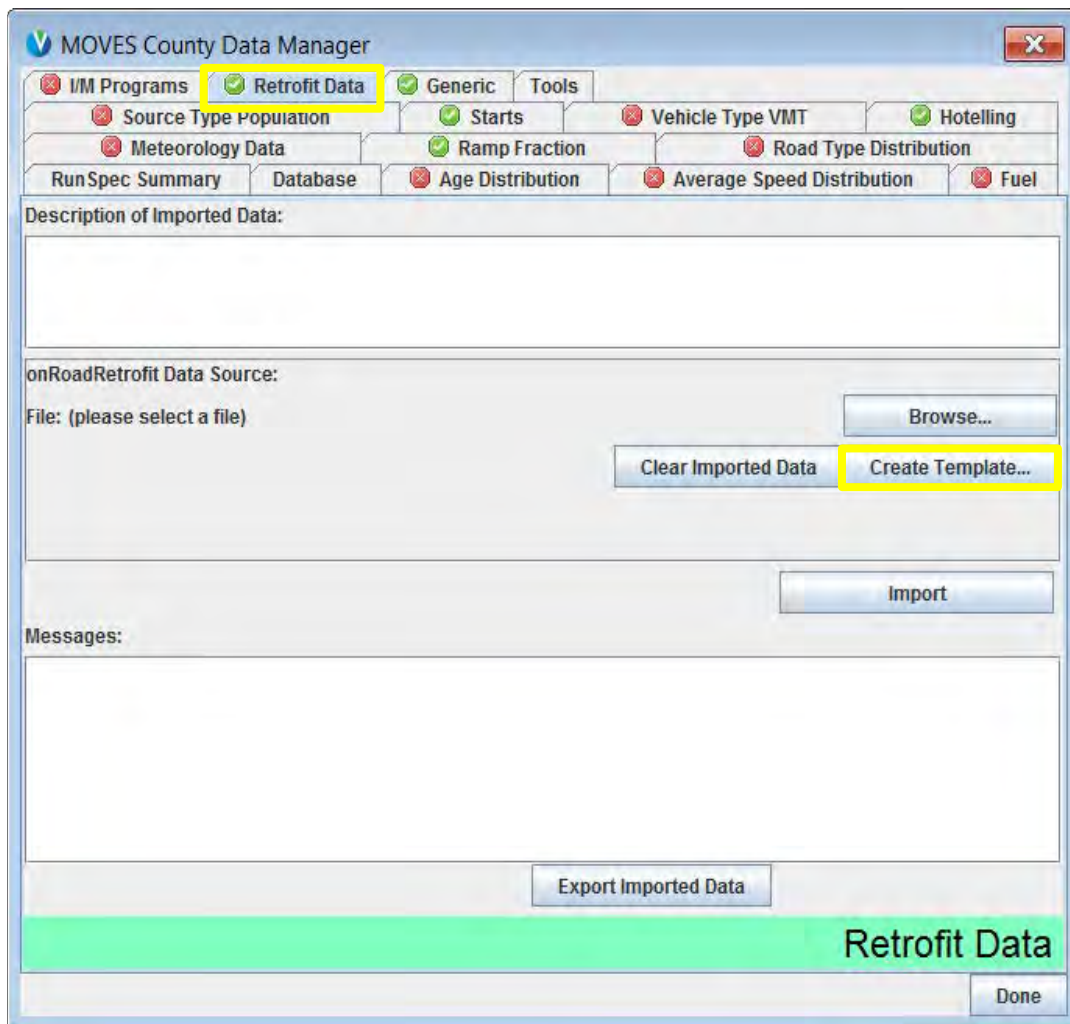 MOVES County Data Manager
I/M Programs Retrofit Data Generic Tools
Source Type Population Starts Vehicle Type VMT Hotelling
Meteorology Data Ramp Fraction Road Type Distribution
RunSpec Summary Database Age Distribution Average Speed Distribution Fuel
Description of Imported Data:
onRoadRetrofit Data Source:
File: (please select a file) Browse...
Clear Imported Data Create Template...
Import
Messages:
Export Imported Data
Retrofit Data
Done